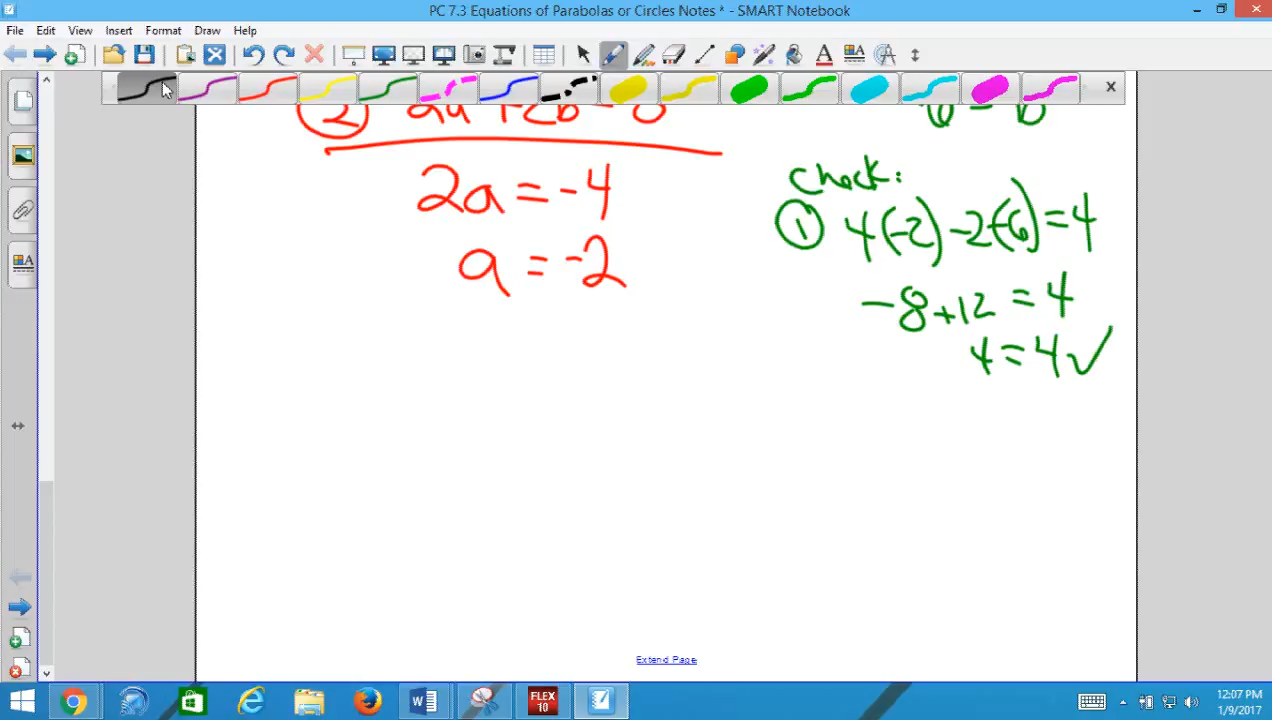 PC 7.3 Equations of Parabolas or Circles Notes * - SMART Notebook
File Edit View Insert Format Draw Help
2
2a = -4
a = -2
-6 = b
Check:
① 4(-2) -2(-6) = 4
-8 +12 = 4
4 = 4 ✓
Extend Page
FLEX
10
12:07 PM
1/9/2017